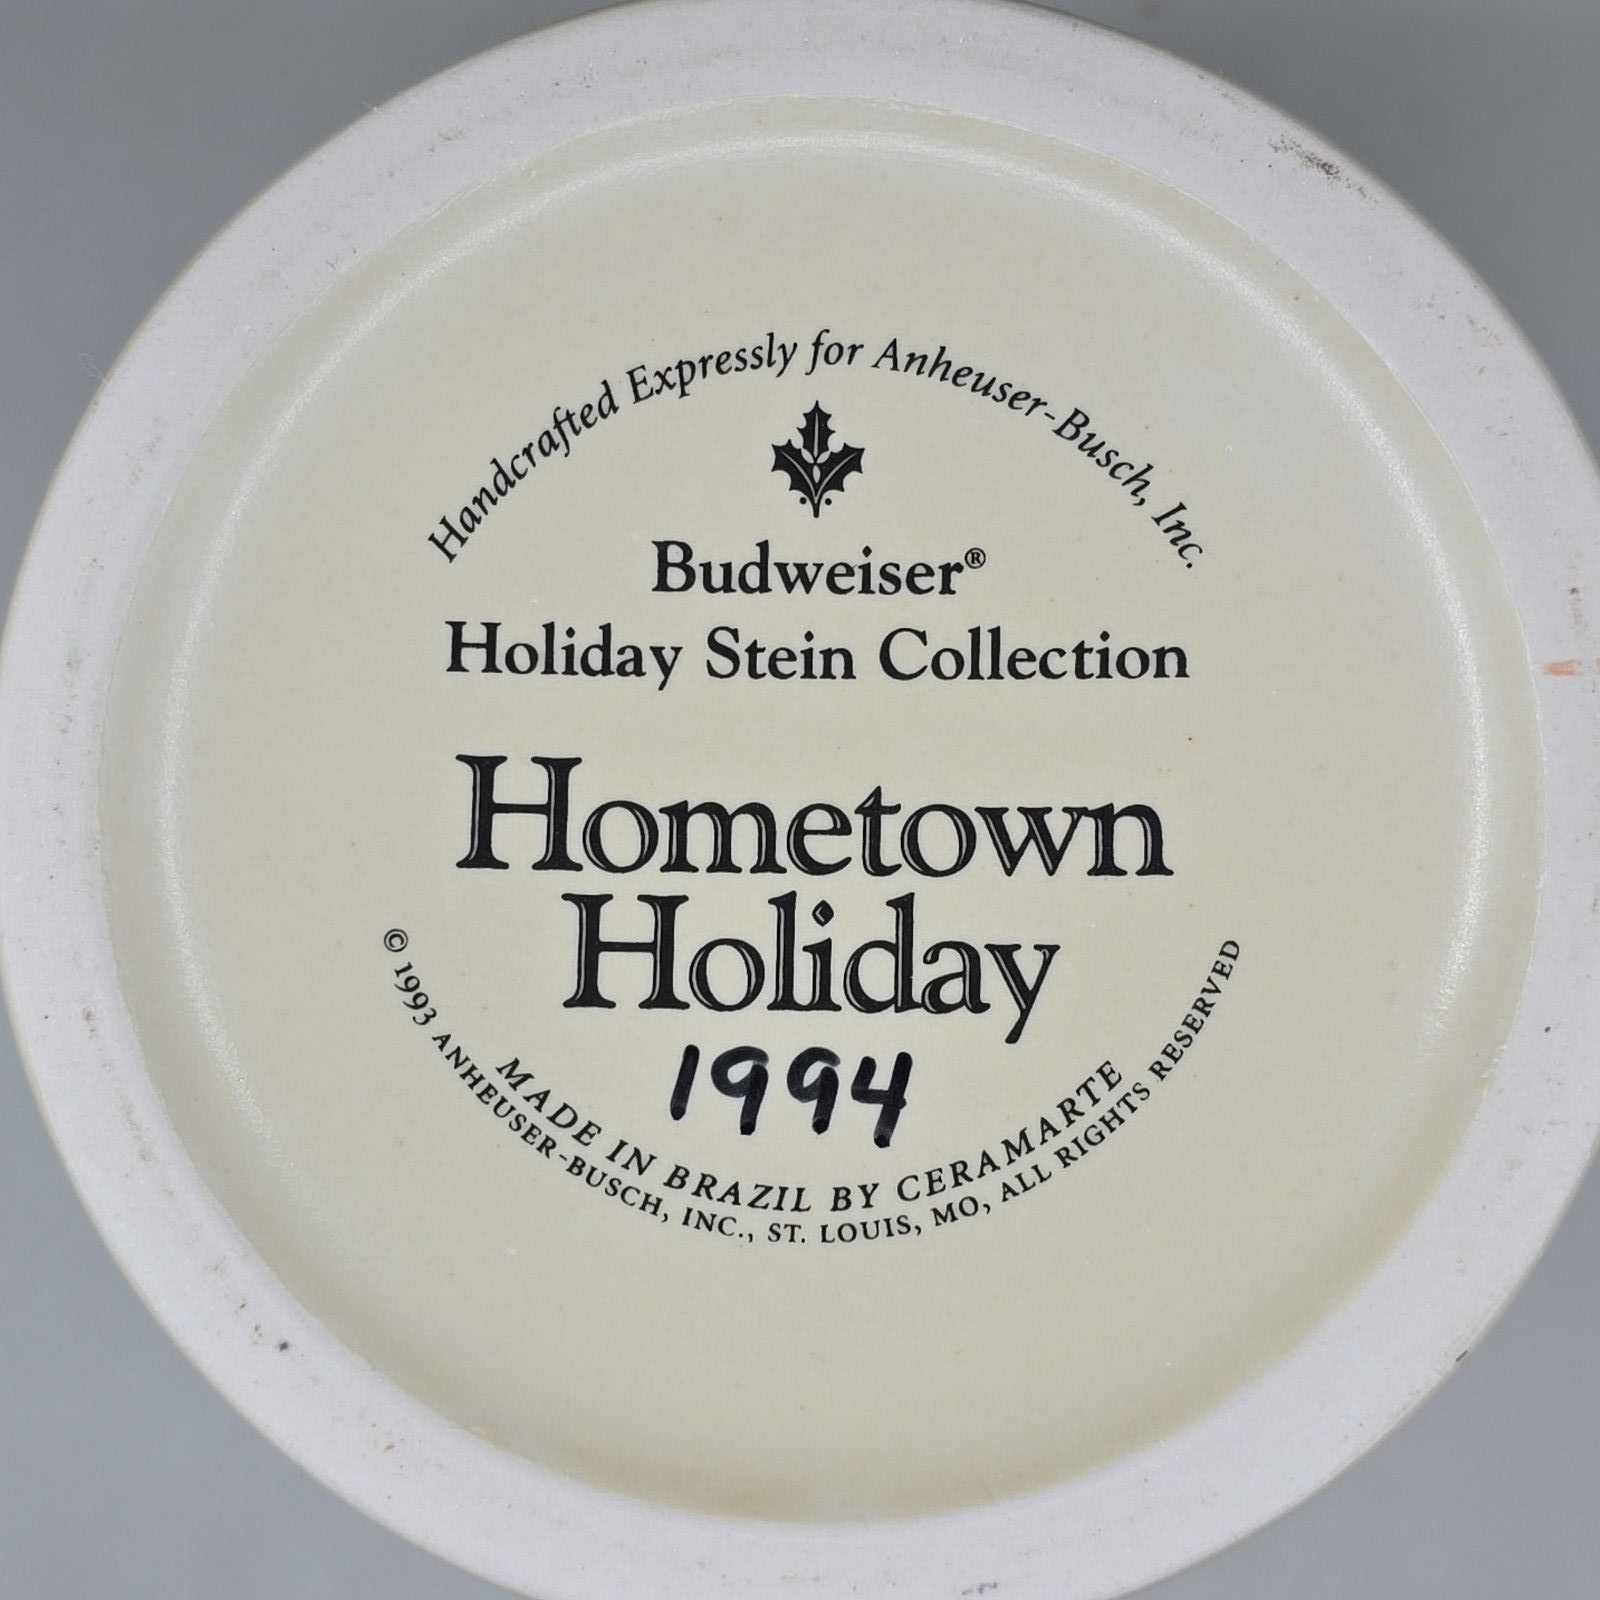 Handcrafted Expressly for Anheuser-Busch, Inc.
Budweiser®
Holiday Stein Collection
Hometown
Holiday
1994
MADE IN BRAZIL BY CERAMARTE
© 1993 ANHEUSER-BUSCH, INC., ST. LOUIS, MO, ALL RIGHTS RESERVED